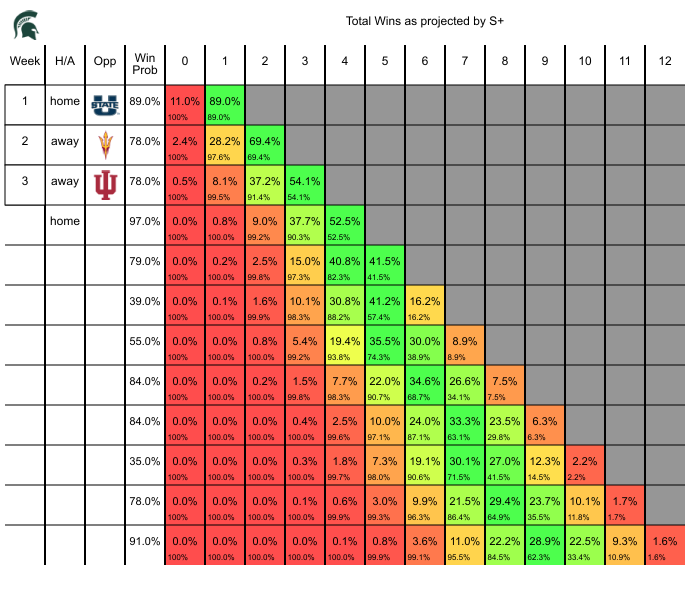 Total Wins as projected by S+
Week H/A Opp Win Prob 0 1 2 3 4 5 6 7 8 9 10 11 12
1 home U STATE 89.0% 11.0% 89.0%
100% 89.0%
2 away 78.0% 2.4% 28.2% 69.4%
100% 97.6% 69.4%
3 away 78.0% 0.5% 8.1% 37.2% 54.1%
100% 99.5% 91.4% 54.1%
home 97.0% 0.0% 0.8% 9.0% 37.7% 52.5%
100% 100.0% 99.2% 90.3% 52.5%
79.0% 0.0% 0.2% 2.5% 15.0% 40.8% 41.5%
100% 100.0% 99.8% 97.3% 82.3% 41.5%
39.0% 0.0% 0.1% 1.6% 10.1% 30.8% 41.2% 16.2%
100% 100.0% 99.9% 98.3% 88.2% 57.4% 16.2%
55.0% 0.0% 0.0% 0.8% 5.4% 19.4% 35.5% 30.0% 8.9%
100% 100.0% 100.0% 99.2% 93.8% 74.3% 38.9% 8.9%
84.0% 0.0% 0.0% 0.2% 1.5% 7.7% 22.0% 34.6% 26.6% 7.5%
100% 100.0% 100.0% 99.8% 98.3% 90.7% 68.7% 34.1% 7.5%
84.0% 0.0% 0.0% 0.0% 0.4% 2.5% 10.0% 24.0% 33.3% 23.5% 6.3%
100% 100.0% 100.0% 100.0% 99.6% 97.1% 87.1% 63.1% 29.8% 6.3%
35.0% 0.0% 0.0% 0.0% 0.3% 1.8% 7.3% 19.1% 30.1% 27.0% 12.3% 2.2%
100% 100.0% 100.0% 100.0% 99.7% 98.0% 90.6% 71.5% 41.5% 14.5% 2.2%
78.0% 0.0% 0.0% 0.0% 0.1% 0.6% 3.0% 9.9% 21.5% 29.4% 23.7% 10.1% 1.7%
100% 100.0% 100.0% 100.0% 99.9% 99.3% 96.3% 86.4% 64.9% 35.5% 11.8% 1.7%
91.0% 0.0% 0.0% 0.0% 0.0% 0.1% 0.8% 3.6% 11.0% 22.2% 28.9% 22.5% 9.3% 1.6%
100% 100.0% 100.0% 100.0% 100.0% 99.9% 99.1% 95.5% 84.5% 62.3% 33.4% 10.9% 1.6%